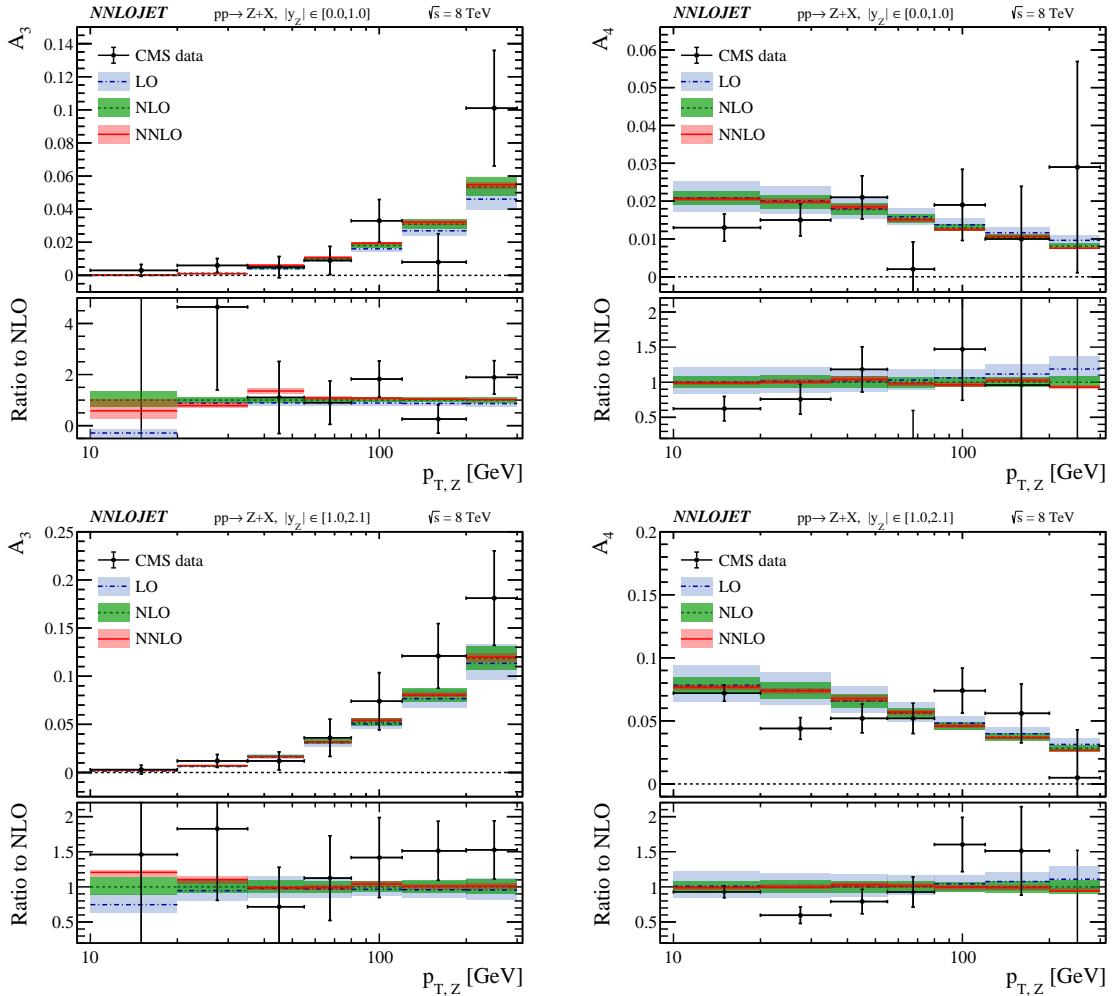 NNLOJET pp→ Z+X, |y_Z| ∈ [0.0,1.0] √s = 8 TeV
A_3
0.14
0.12
0.1
0.08
0.06
0.04
0.02
0
CMS data
LO
NLO
NNLO
Ratio to NLO
4
2
0
10 100
p_T, Z [GeV]
NNLOJET pp→ Z+X, |y_Z| ∈ [0.0,1.0] √s = 8 TeV
A_4
0.06
0.05
0.04
0.03
0.02
0.01
0
CMS data
LO
NLO
NNLO
Ratio to NLO
2
1.5
1
0.5
10 100
p_T, Z [GeV]
NNLOJET pp→ Z+X, |y_Z| ∈ [1.0,2.1] √s = 8 TeV
A_3
0.25
0.2
0.15
0.1
0.05
0
CMS data
LO
NLO
NNLO
Ratio to NLO
2
1.5
1
0.5
10 100
p_T, Z [GeV]
NNLOJET pp→ Z+X, |y_Z| ∈ [1.0,2.1] √s = 8 TeV
A_4
0.2
0.15
0.1
0.05
0
CMS data
LO
NLO
NNLO
Ratio to NLO
2
1.5
1
0.5
10 100
p_T, Z [GeV]